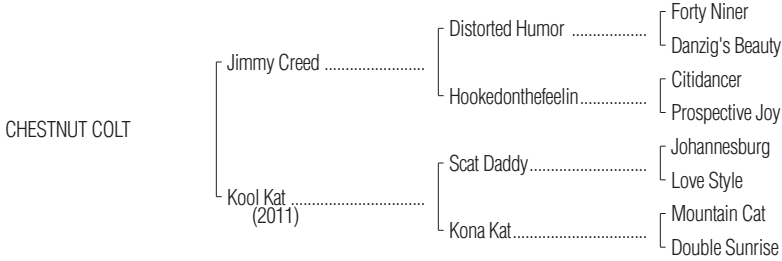 Forty Niner
Distorted Humor ..................
Danzig's Beauty
Jimmy Creed ........................
Citidancer
Hookedonthefeelin................
Prospective Joy
CHESTNUT COLT
Johannesburg
Scat Daddy............................
Love Style
Kool Kat ................................
(2011)
Mountain Cat
Kona Kat................................
Double Sunrise